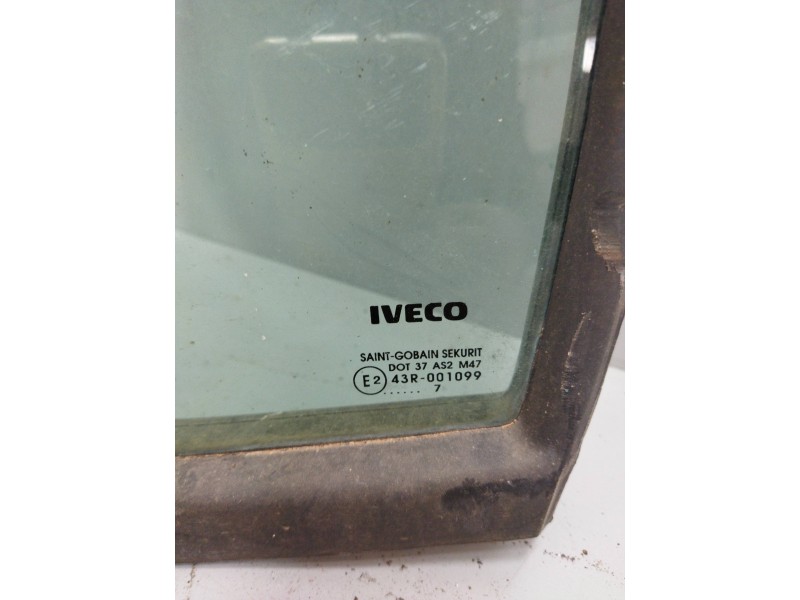 IVECO
SAINT-GOBAIN SEKURIT
DOT 37 AS2 M47
E2 43R-001099
...... 7